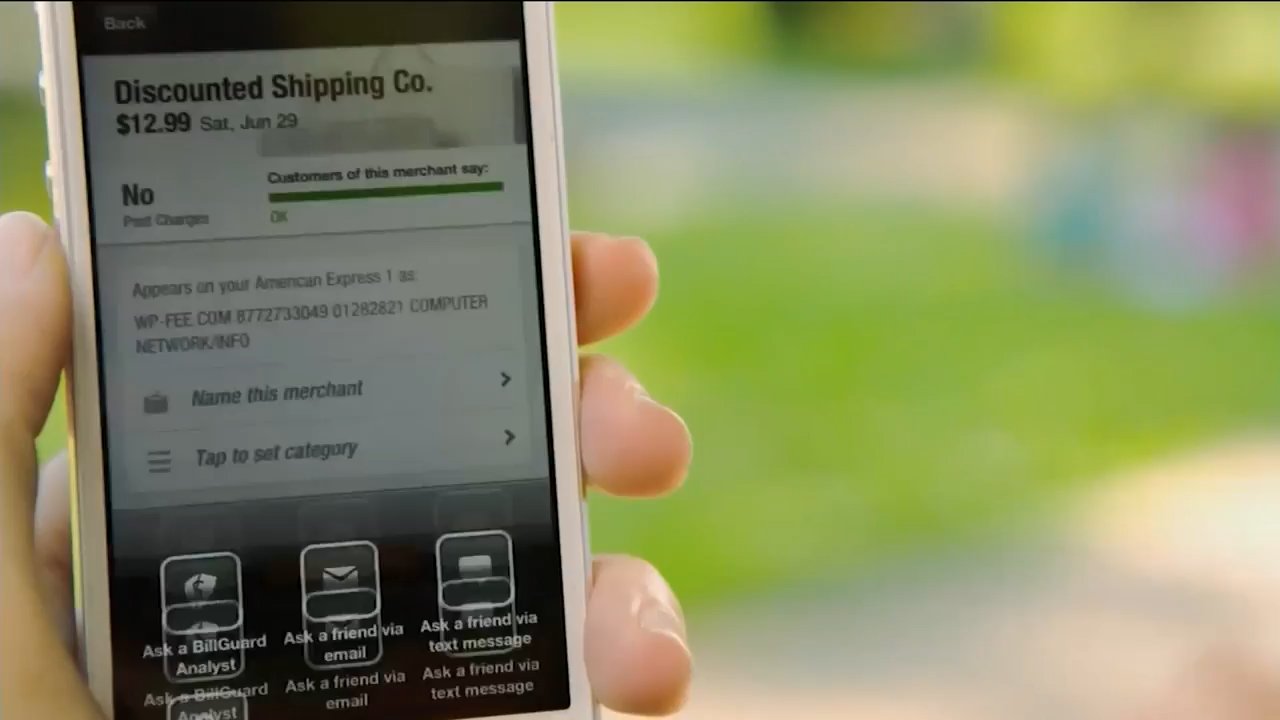 Back
Discounted Shipping Co.
$12.99 Sat, Jun 29
No
Past Charges
Customers of this merchant say:
OK
Appears on your American Express 1 as:
WP-FEE.COM 8772733049 01282821 COMPUTER
NETWORK/INFO
Name this merchant
Tap to set category
Ask a BillGuard
Analyst
Ask a friend via
email
Ask a friend via
text message
Ask a BillGuard
Analyst
Ask a friend via
email
Ask a friend via
text message